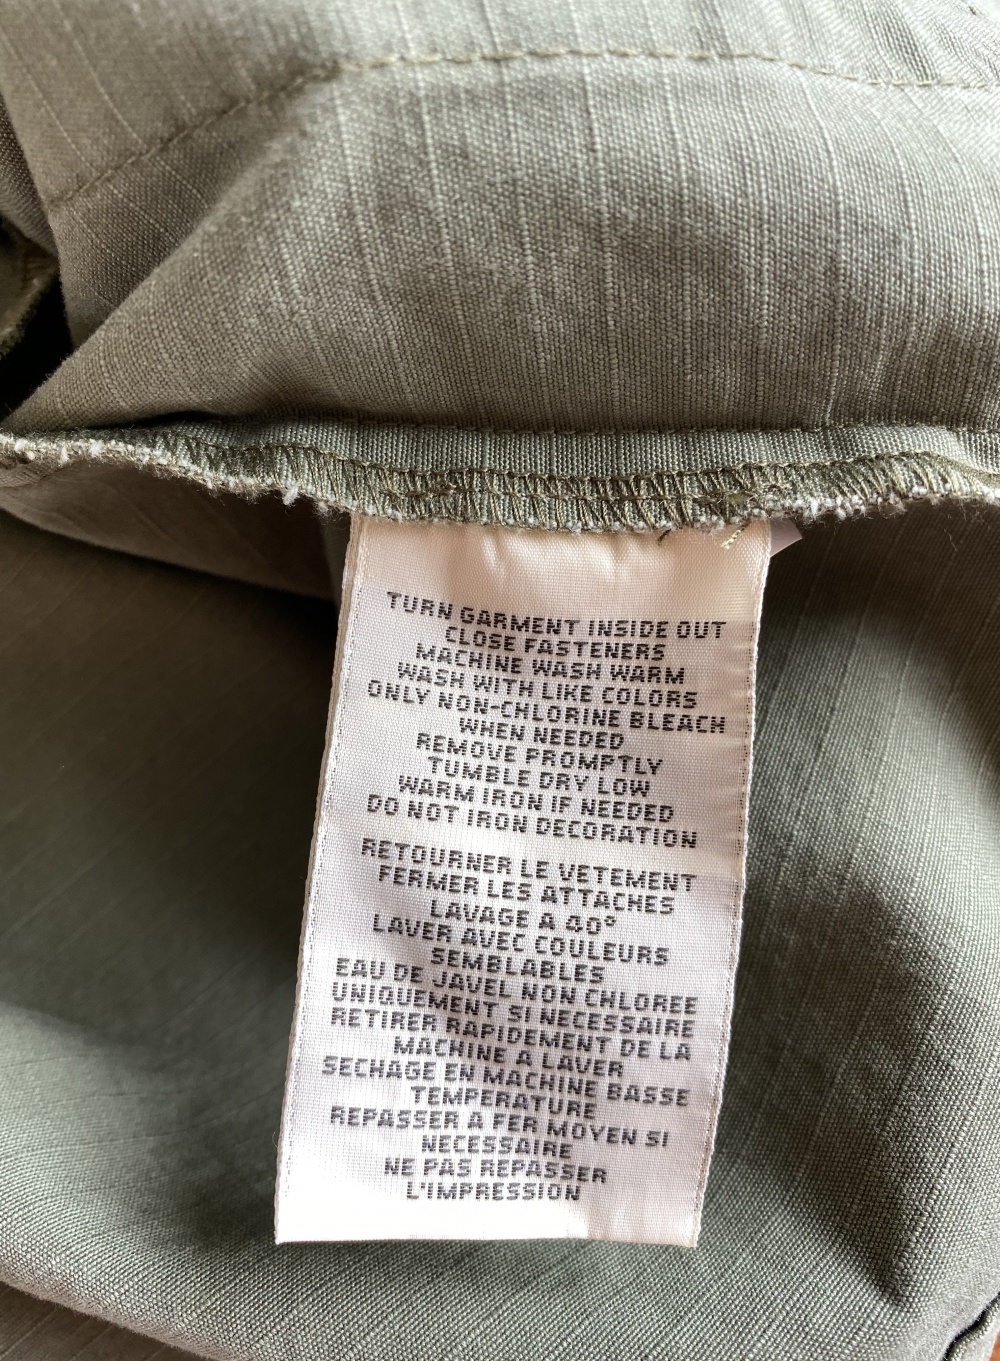 TURN GARMENT INSIDE OUT
CLOSE FASTENERS
MACHINE WASH WARM
WASH WITH LIKE COLORS
ONLY NON-CHLORINE BLEACH
WHEN NEEDED
REMOVE PROMPTLY
TUMBLE DRY LOW
WARM IRON IF NEEDED
DO NOT IRON DECORATION
RETOURNER LE VETEMENT
FERMER LES ATTACHES
LAVAGE A 40°
LAVER AVEC COULEURS
SEMBLABLES
EAU DE JAVEL NON CHLOREE
UNIQUEMENT SI NECESSAIRE
RETIRER RAPIDEMENT DE LA
MACHINE A LAVER
SECHAGE EN MACHINE BASSE
TEMPERATURE
REPASSER A FER MOYEN SI
NECESSAIRE
NE PAS REPASSER
L'IMPRESSION